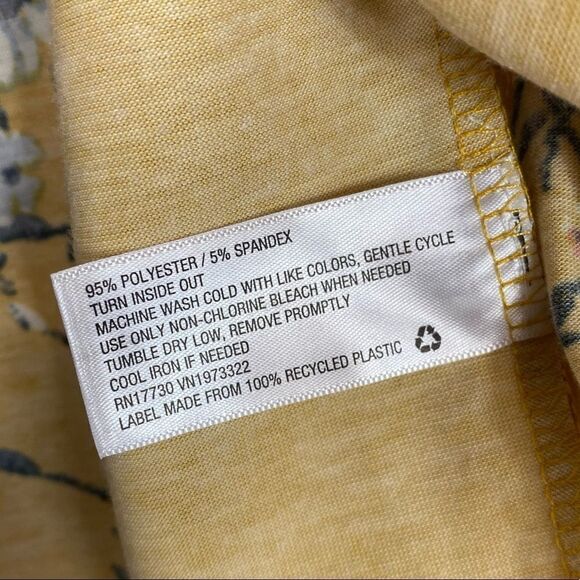 95% POLYESTER / 5% SPANDEX
TURN INSIDE OUT
MACHINE WASH COLD WITH LIKE COLORS, GENTLE CYCLE
USE ONLY NON-CHLORINE BLEACH WHEN NEEDED
TUMBLE DRY LOW, REMOVE PROMPTLY
COOL IRON IF NEEDED
RN17730 VN1973322
LABEL MADE FROM 100% RECYCLED PLASTIC